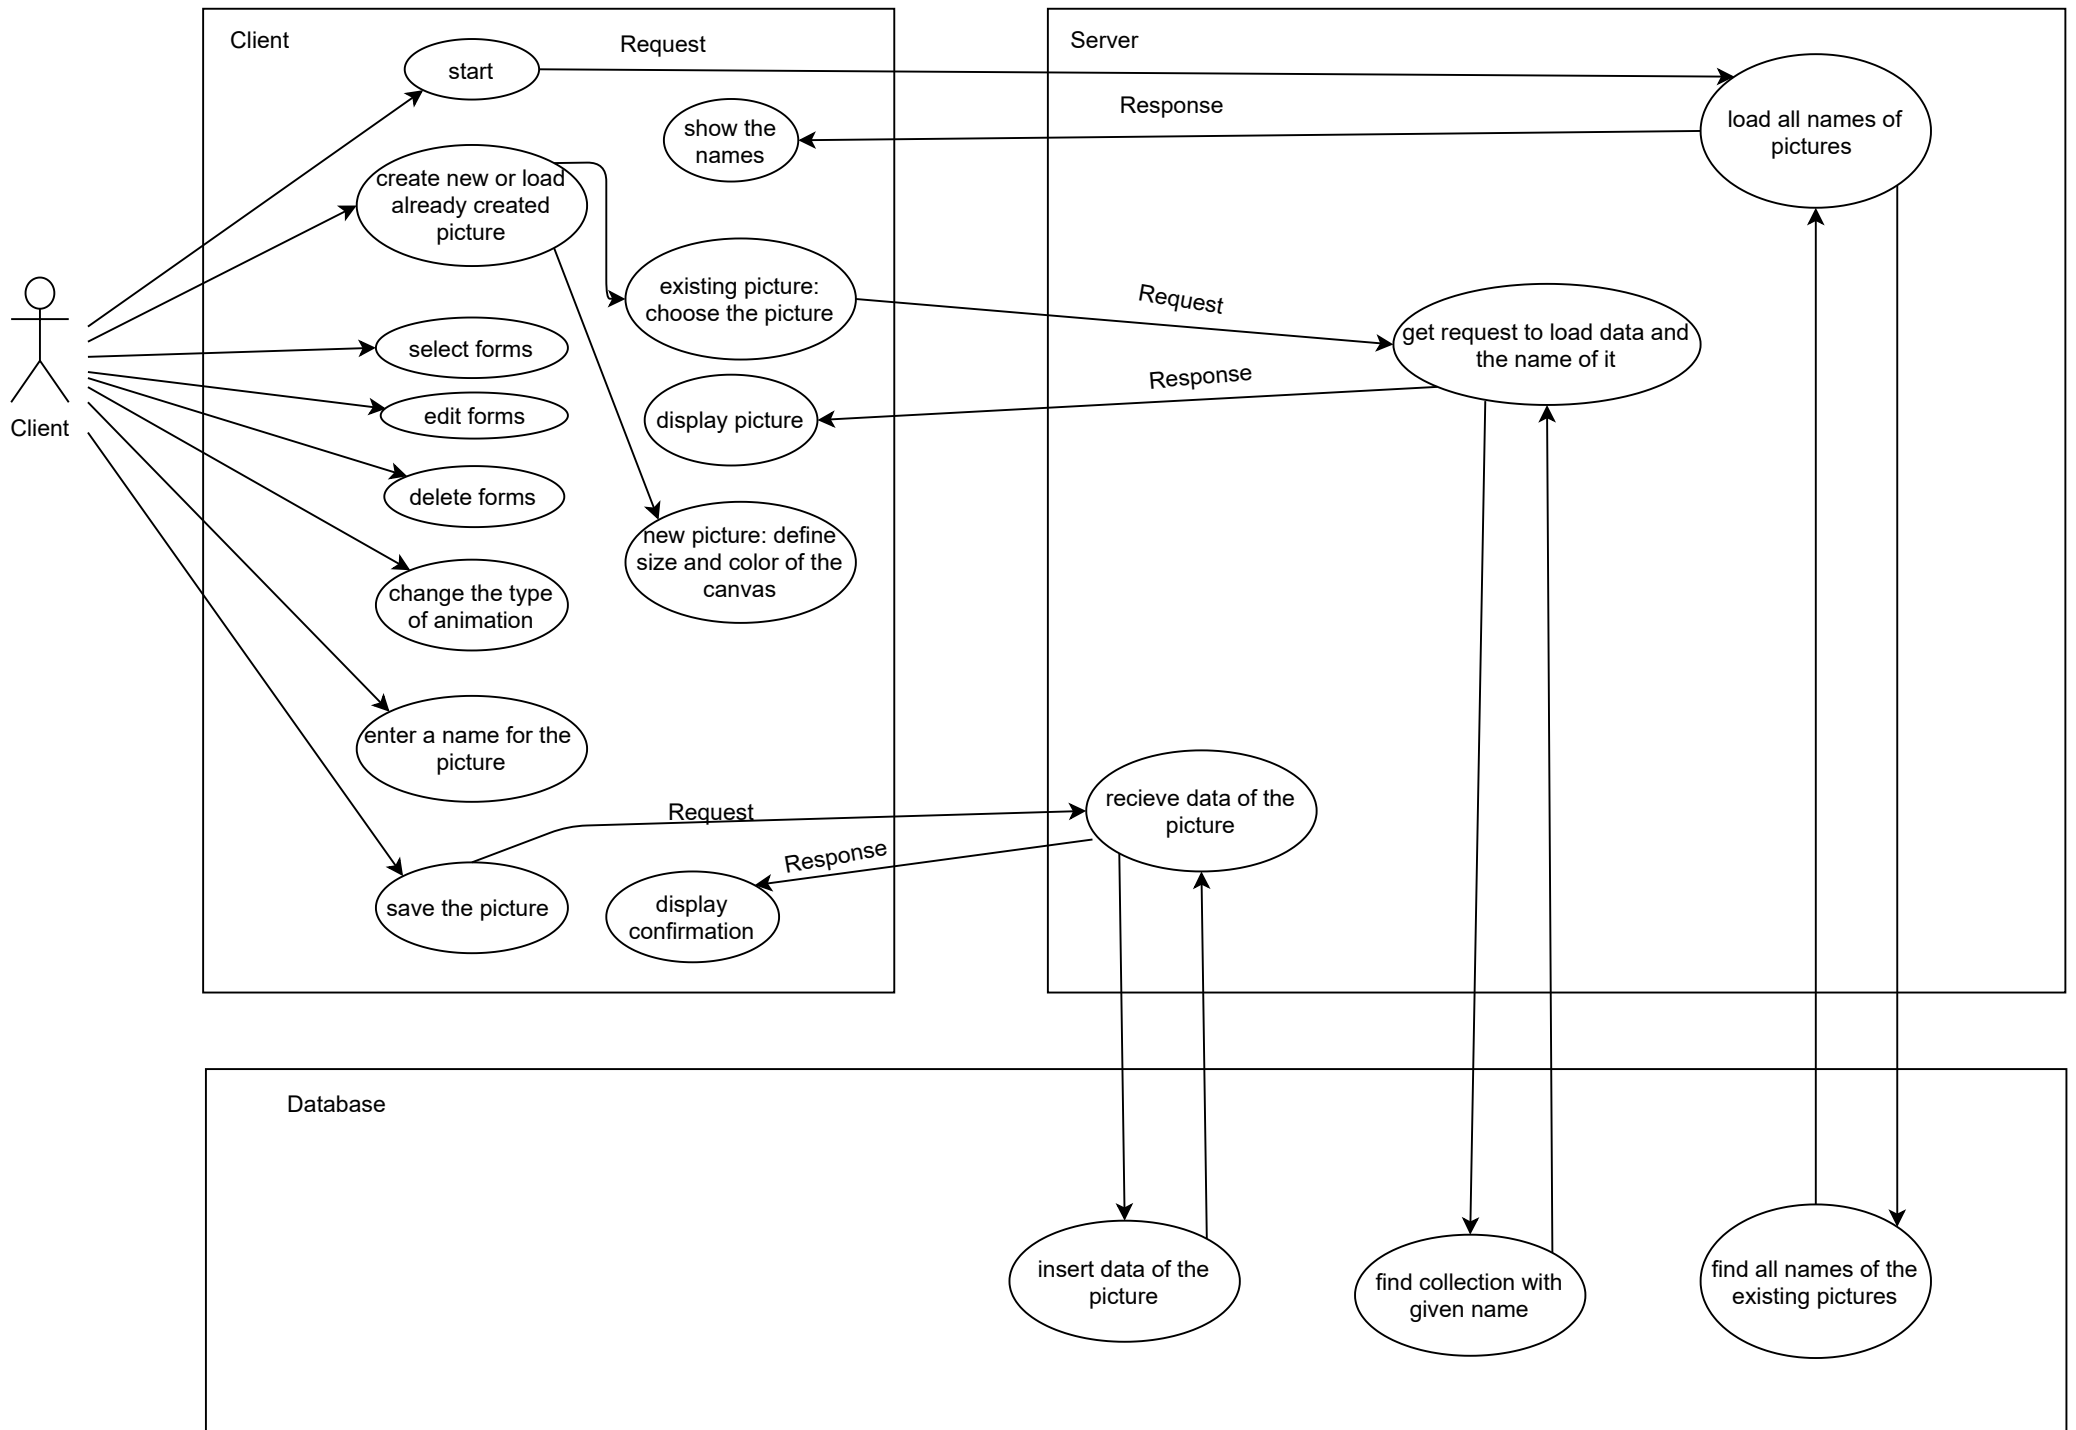 Client
Request
Server
start
Response
show the
names
load all names of
pictures
create new or load
already created
picture
existing picture:
choose the picture
Request
get request to load data and
the name of it
select forms
Response
edit forms
display picture
Client
delete forms
new picture: define
size and color of the
canvas
change the type
of animation
enter a name for the
picture
Request
recieve data of the
picture
Response
save the picture
display
confirmation
Database
insert data of the
picture
find collection with
given name
find all names of the
existing pictures